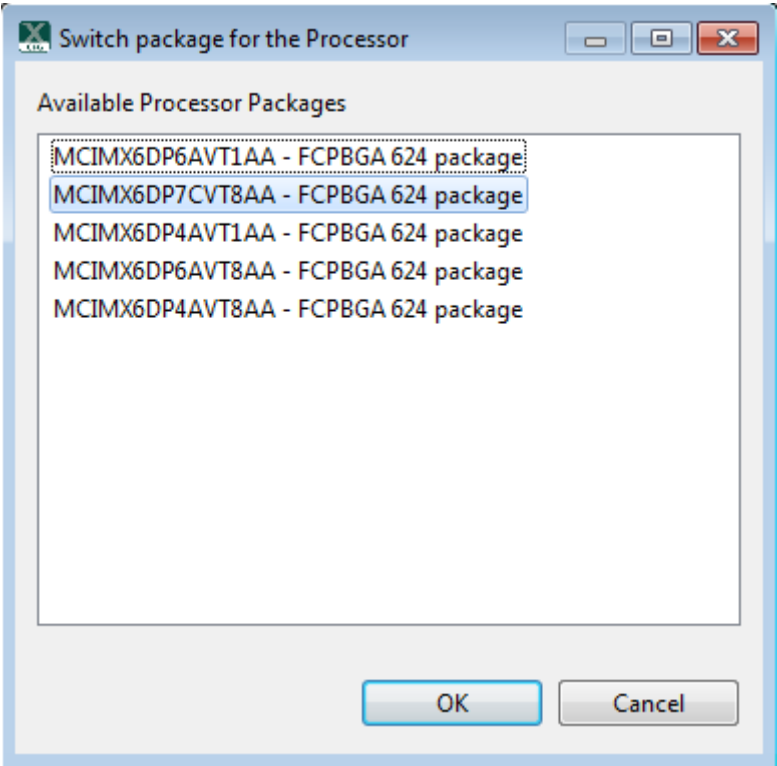 Switch package for the Processor
Available Processor Packages
MCIMX6DP6AVT1AA - FCPBGA 624 package
MCIMX6DP7CVT8AA - FCPBGA 624 package
MCIMX6DP4AVT1AA - FCPBGA 624 package
MCIMX6DP6AVT8AA - FCPBGA 624 package
MCIMX6DP4AVT8AA - FCPBGA 624 package
OK Cancel